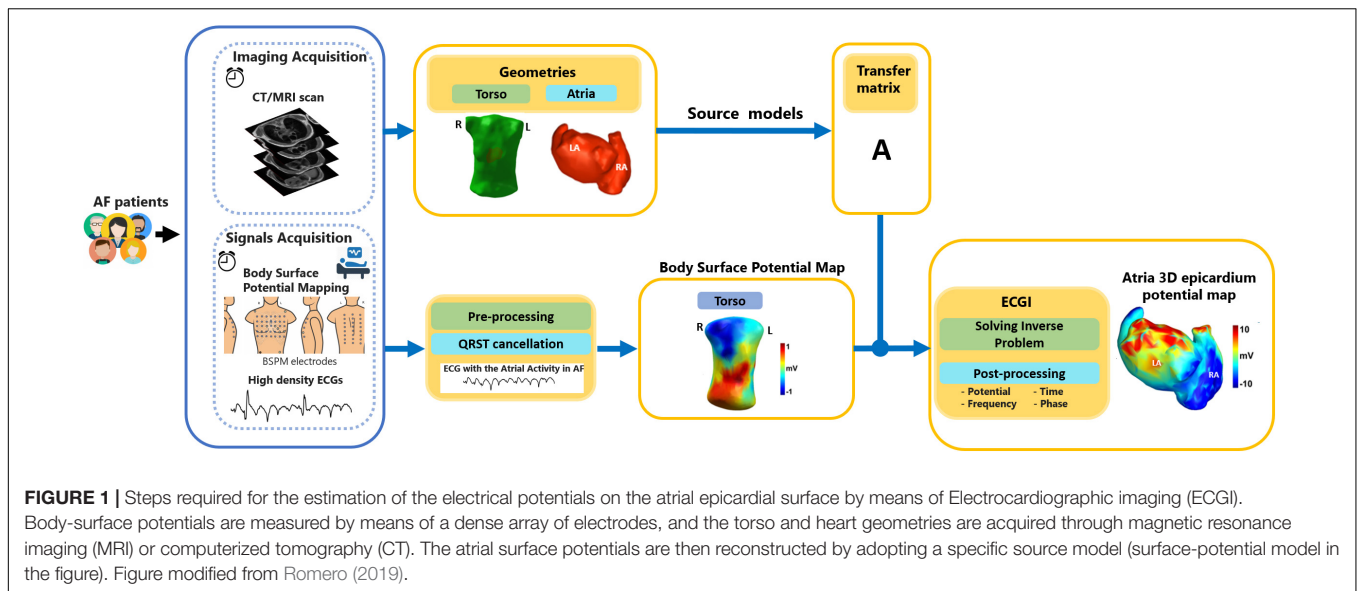 AF patients
Imaging Acquisition
CT/MRI scan
Signals Acquisition
Body Surface
Potential Mapping
BSPM electrodes
High density ECGs
Geometries
Torso
Atria
R
L
LA
RA
Source models
Transfer
matrix
A
Pre-processing
QRST cancellation
ECG with the Atrial Activity in AF
Body Surface Potential Map
Torso
R
L
1
mV
-1
ECGI
Solving Inverse
Problem
Post-processing
- Potential - Time
- Frequency - Phase
Atria 3D epicardium
potential map
LA
RA
10
mV
-10
FIGURE 1 | Steps required for the estimation of the electrical potentials on the atrial epicardial surface by means of Electrocardiographic imaging (ECGI).
Body-surface potentials are measured by means of a dense array of electrodes, and the torso and heart geometries are acquired through magnetic resonance
imaging (MRI) or computerized tomography (CT). The atrial surface potentials are then reconstructed by adopting a specific source model (surface-potential model in
the figure). Figure modified from Romero (2019).